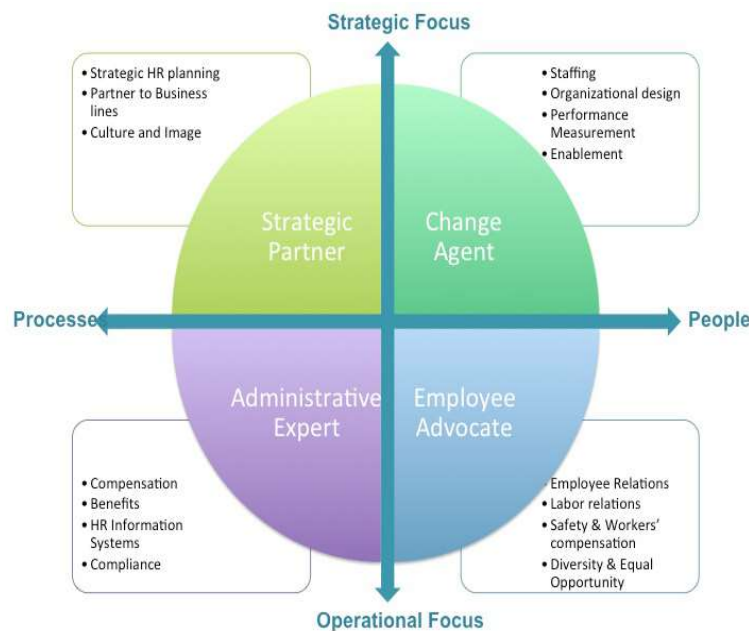 Strategic Focus
• Strategic HR planning
• Partner to Business
lines
• Culture and Image
• Staffing
• Organizational design
• Performance
Measurement
• Enablement
Strategic
Partner
Change
Agent
Processes
People
Administrative
Expert
Employee
Advocate
• Compensation
• Benefits
• HR Information
Systems
• Compliance
• Employee Relations
• Labor relations
• Safety & Workers’
compensation
• Diversity & Equal
Opportunity
Operational Focus